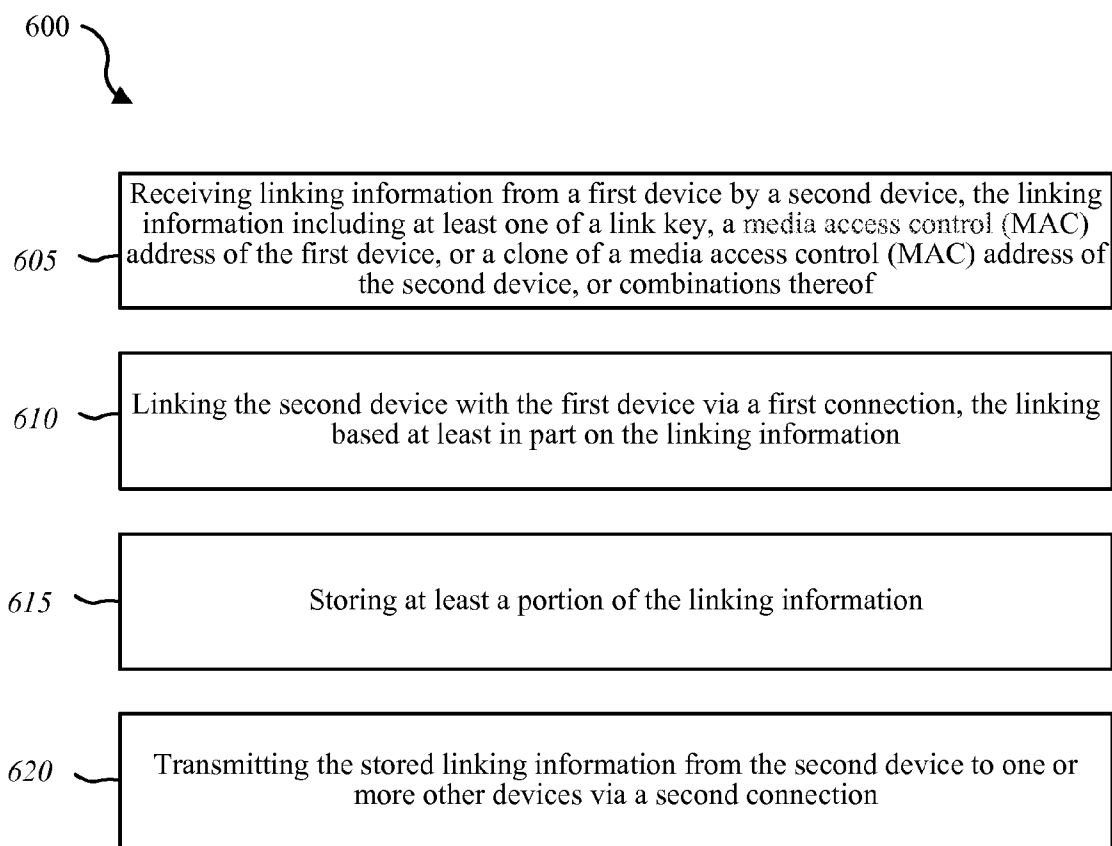 600
Receiving linking information from a first device by a second device, the linking
information including at least one of a link key, a media access control (MAC)
605
address of the first device, or a clone of a media access control (MAC) address of
the second device, or combinations thereof
610
Linking the second device with the first device via a first connection, the linking
based at least in part on the linking information
615
Storing at least a portion of the linking information
620
Transmitting the stored linking information from the second device to one or
more other devices via a second connection